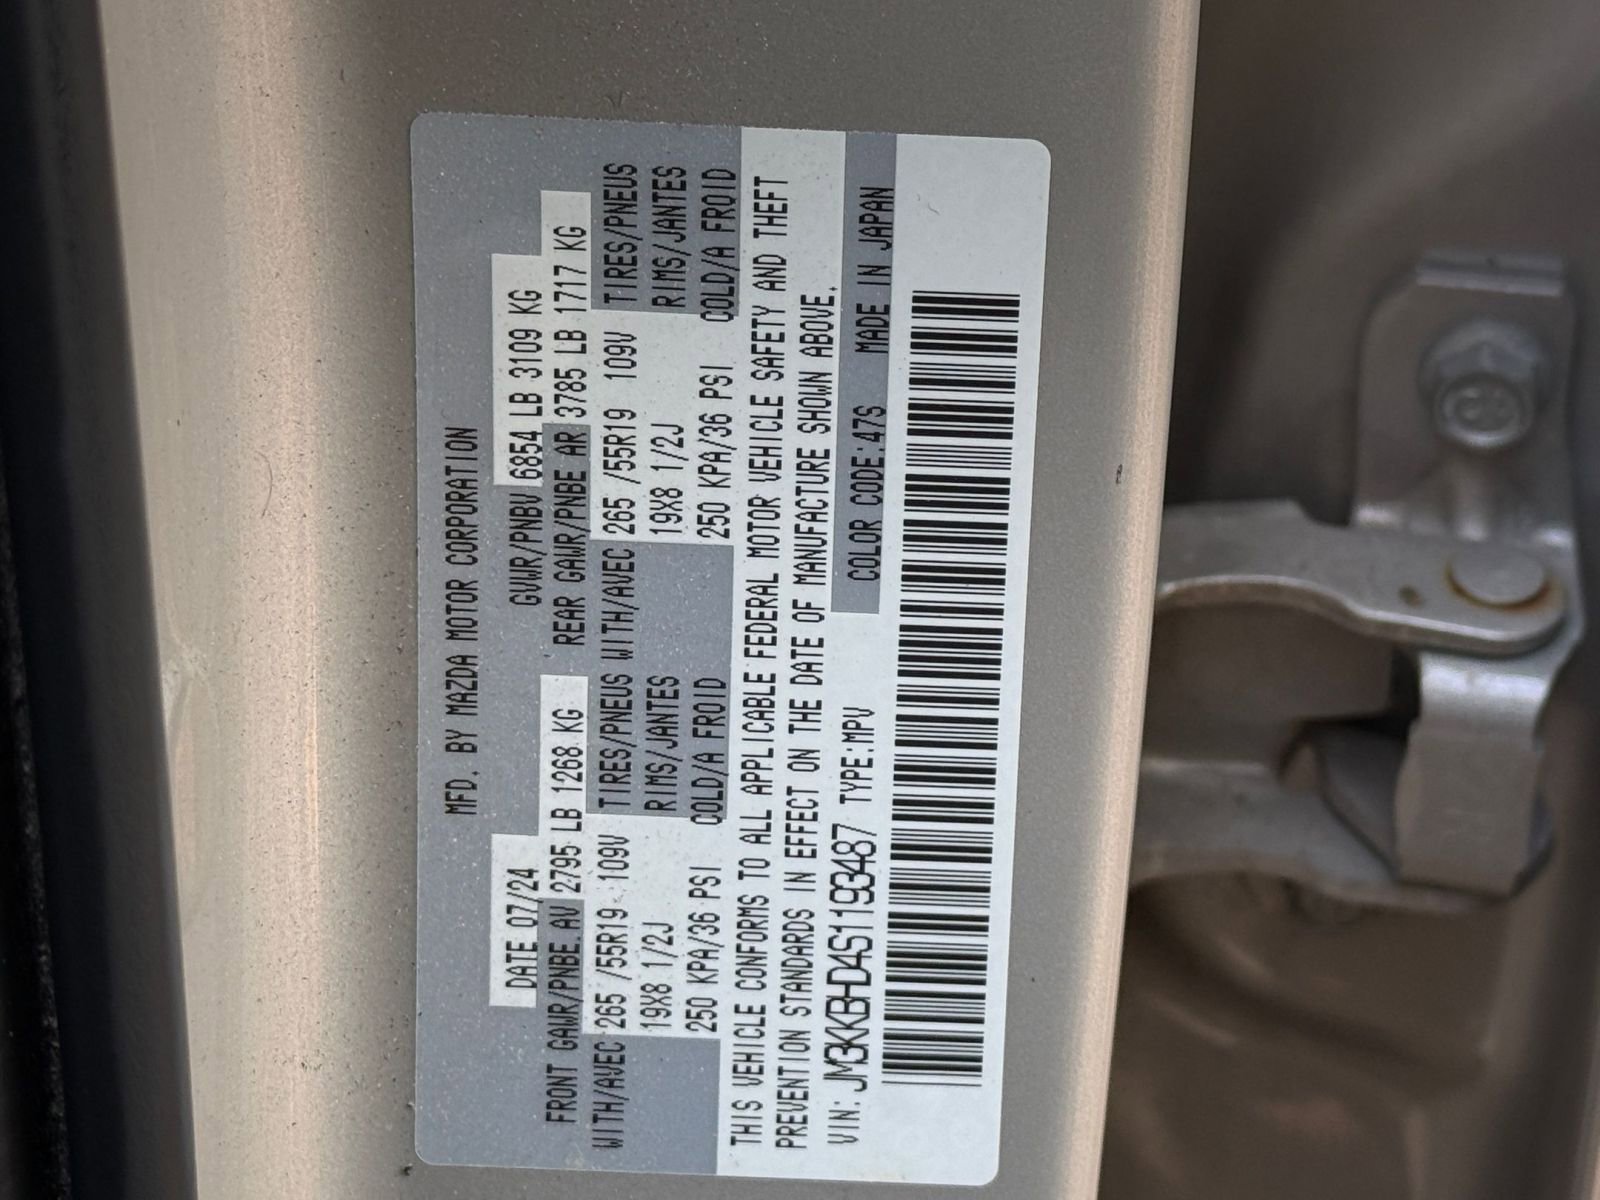 MFD. BY MAZDA MOTOR CORPORATION
DATE 07/24 GVWR/PNBV 6854 LB 3109 KG
FRONT GAWR/PNBE.AV 2795 LB 1268 KG REAR GAWR/PNBE AR 3785 LB 1717 KG
WITH/AVEC 265 /55R19 109V TIRES/PNEUS WITH/AVEC 265 /55R19 109V TIRES/PNEUS
19X8 1/2J RIMS/JANTES 19X8 1/2J RIMS/JANTES
250 KPA/36 PSI COLD/A FROID 250 KPA/36 PSI COLD/A FROID
THIS VEHICLE CONFORMS TO ALL APPLICABLE FEDERAL MOTOR VEHICLE SAFETY AND THEFT
PREVENTION STANDARDS IN EFFECT ON THE DATE OF MANUFACTURE SHOWN ABOVE.
VIN: JM3KKBHD4S1193487 TYPE:MPV COLOR CODE:47S MADE IN JAPAN